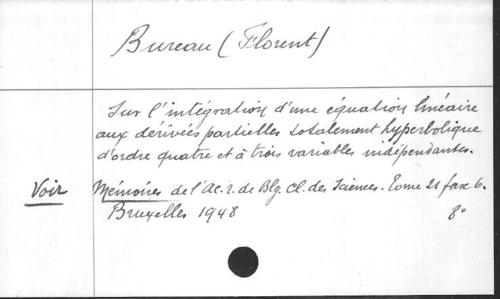 Bureau (Florent)
Sur l'intégration d'une équation linéaire
aux dérivées partielles totalement hyperbolique
d'ordre quatre et à trois variables indépendantes.
Voir Mémoires de l'Ac. r. de Blg. Cl. des Sciences. Tome 21 fasc 6.
Bruxelles 1948 8°